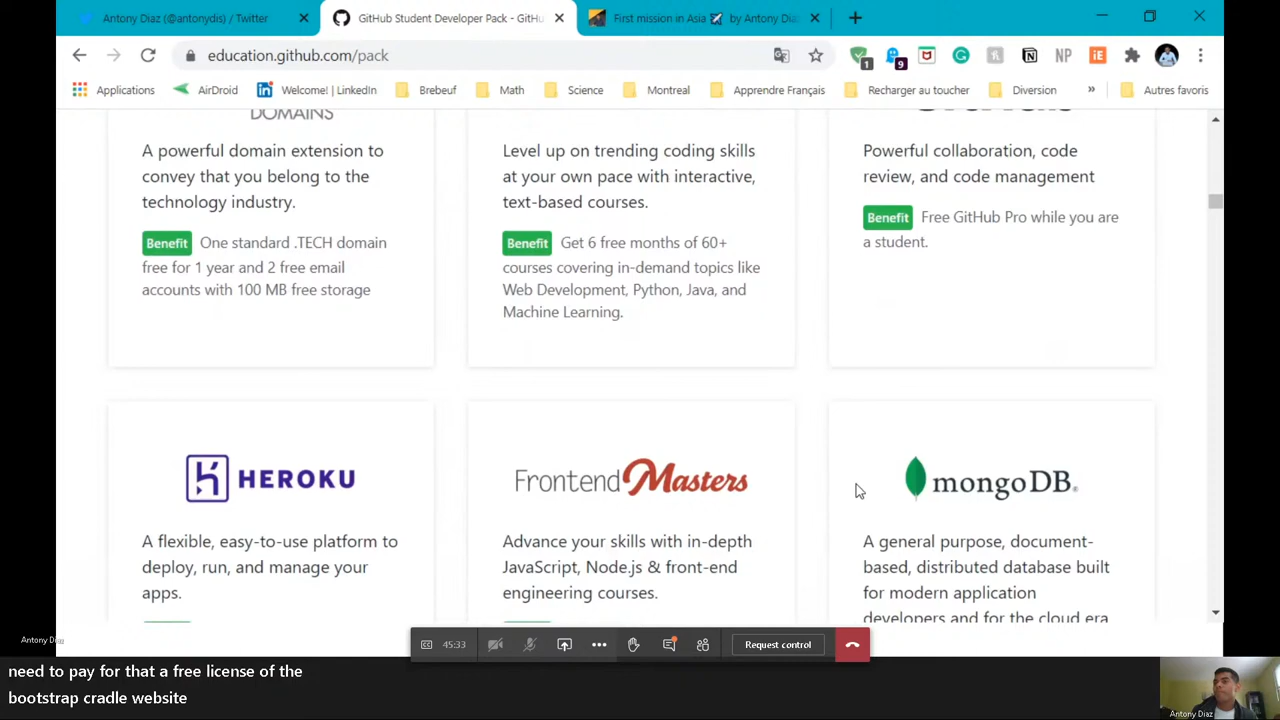 Antony Diaz (@antonydis) / Twitter
GitHub Student Developer Pack - GitHu
First mission in Asia by Antony Diaz
education.github.com/pack
1
9
NP
iE
Applications
AirDroid
Welcome! | LinkedIn
Brebeuf
Math
Science
Montreal
Apprendre Français
Recharger au toucher
Diversion
»
Autres favoris
DOMAINS
A powerful domain extension to
convey that you belong to the
technology industry.
Benefit One standard .TECH domain
free for 1 year and 2 free email
accounts with 100 MB free storage
Level up on trending coding skills
at your own pace with interactive,
text-based courses.
Benefit Get 6 free months of 60+
courses covering in-demand topics like
Web Development, Python, Java, and
Machine Learning.
Powerful collaboration, code
review, and code management
Benefit Free GitHub Pro while you are
a student.
HEROKU
A flexible, easy-to-use platform to
deploy, run, and manage your
apps.
Frontend Masters
Advance your skills with in-depth
JavaScript, Node.js & front-end
engineering courses.
mongoDB
A general purpose, document-
based, distributed database built
for modern application
developers and for the cloud era
45:33
Request control
Antony Diaz
need to pay for that a free license of the
bootstrap cradle website
Antony Diaz